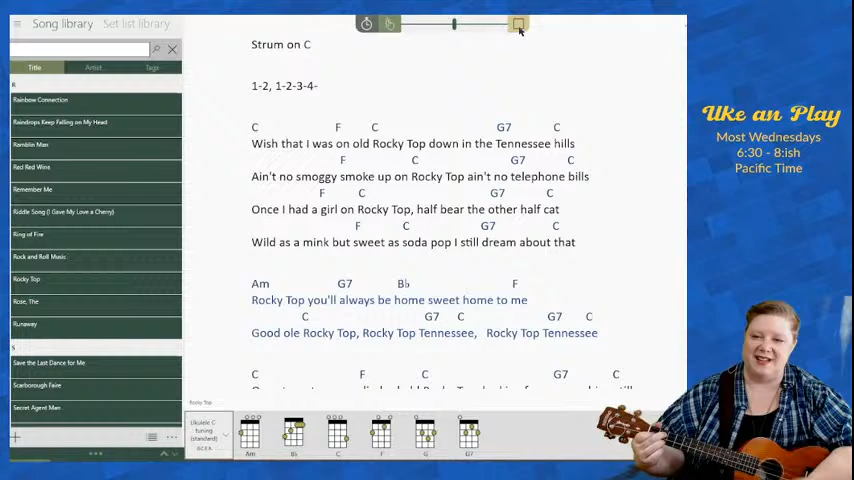 Song library
Set list library
Title
Artist
Tags
R
Rainbow Connection
Raindrops Keep Falling on My Head
Ramblin Man
Red Red Wine
Remember Me
Riddle Song (I Gave My Love a Cherry)
Ring of Fire
Rock and Roll Music
Rocky Top
Rose, The
Runaway
S
Save the Last Dance for Me
Scarborough Faire
Secret Agent Man
Strum on C
1-2, 1-2-3-4-
C F C G7 C
Wish that I was on old Rocky Top down in the Tennessee hills
F C G7 C
Ain't no smoggy smoke up on Rocky Top ain't no telephone bills
F C G7 C
Once I had a girl on Rocky Top, half bear the other half cat
F C G7 C
Wild as a mink but sweet as soda pop I still dream about that
Am G7 Bb F
Rocky Top you'll always be home sweet home to me
C G7 C G7 C
Good ole Rocky Top, Rocky Top Tennessee, Rocky Top Tennessee
C F C G7 C
Rocky Top
Ukulele C
tuning
(standard)
G C E A
Am Bb C F G G7
Uke an Play
Most Wednesdays
6:30 - 8:ish
Pacific Time